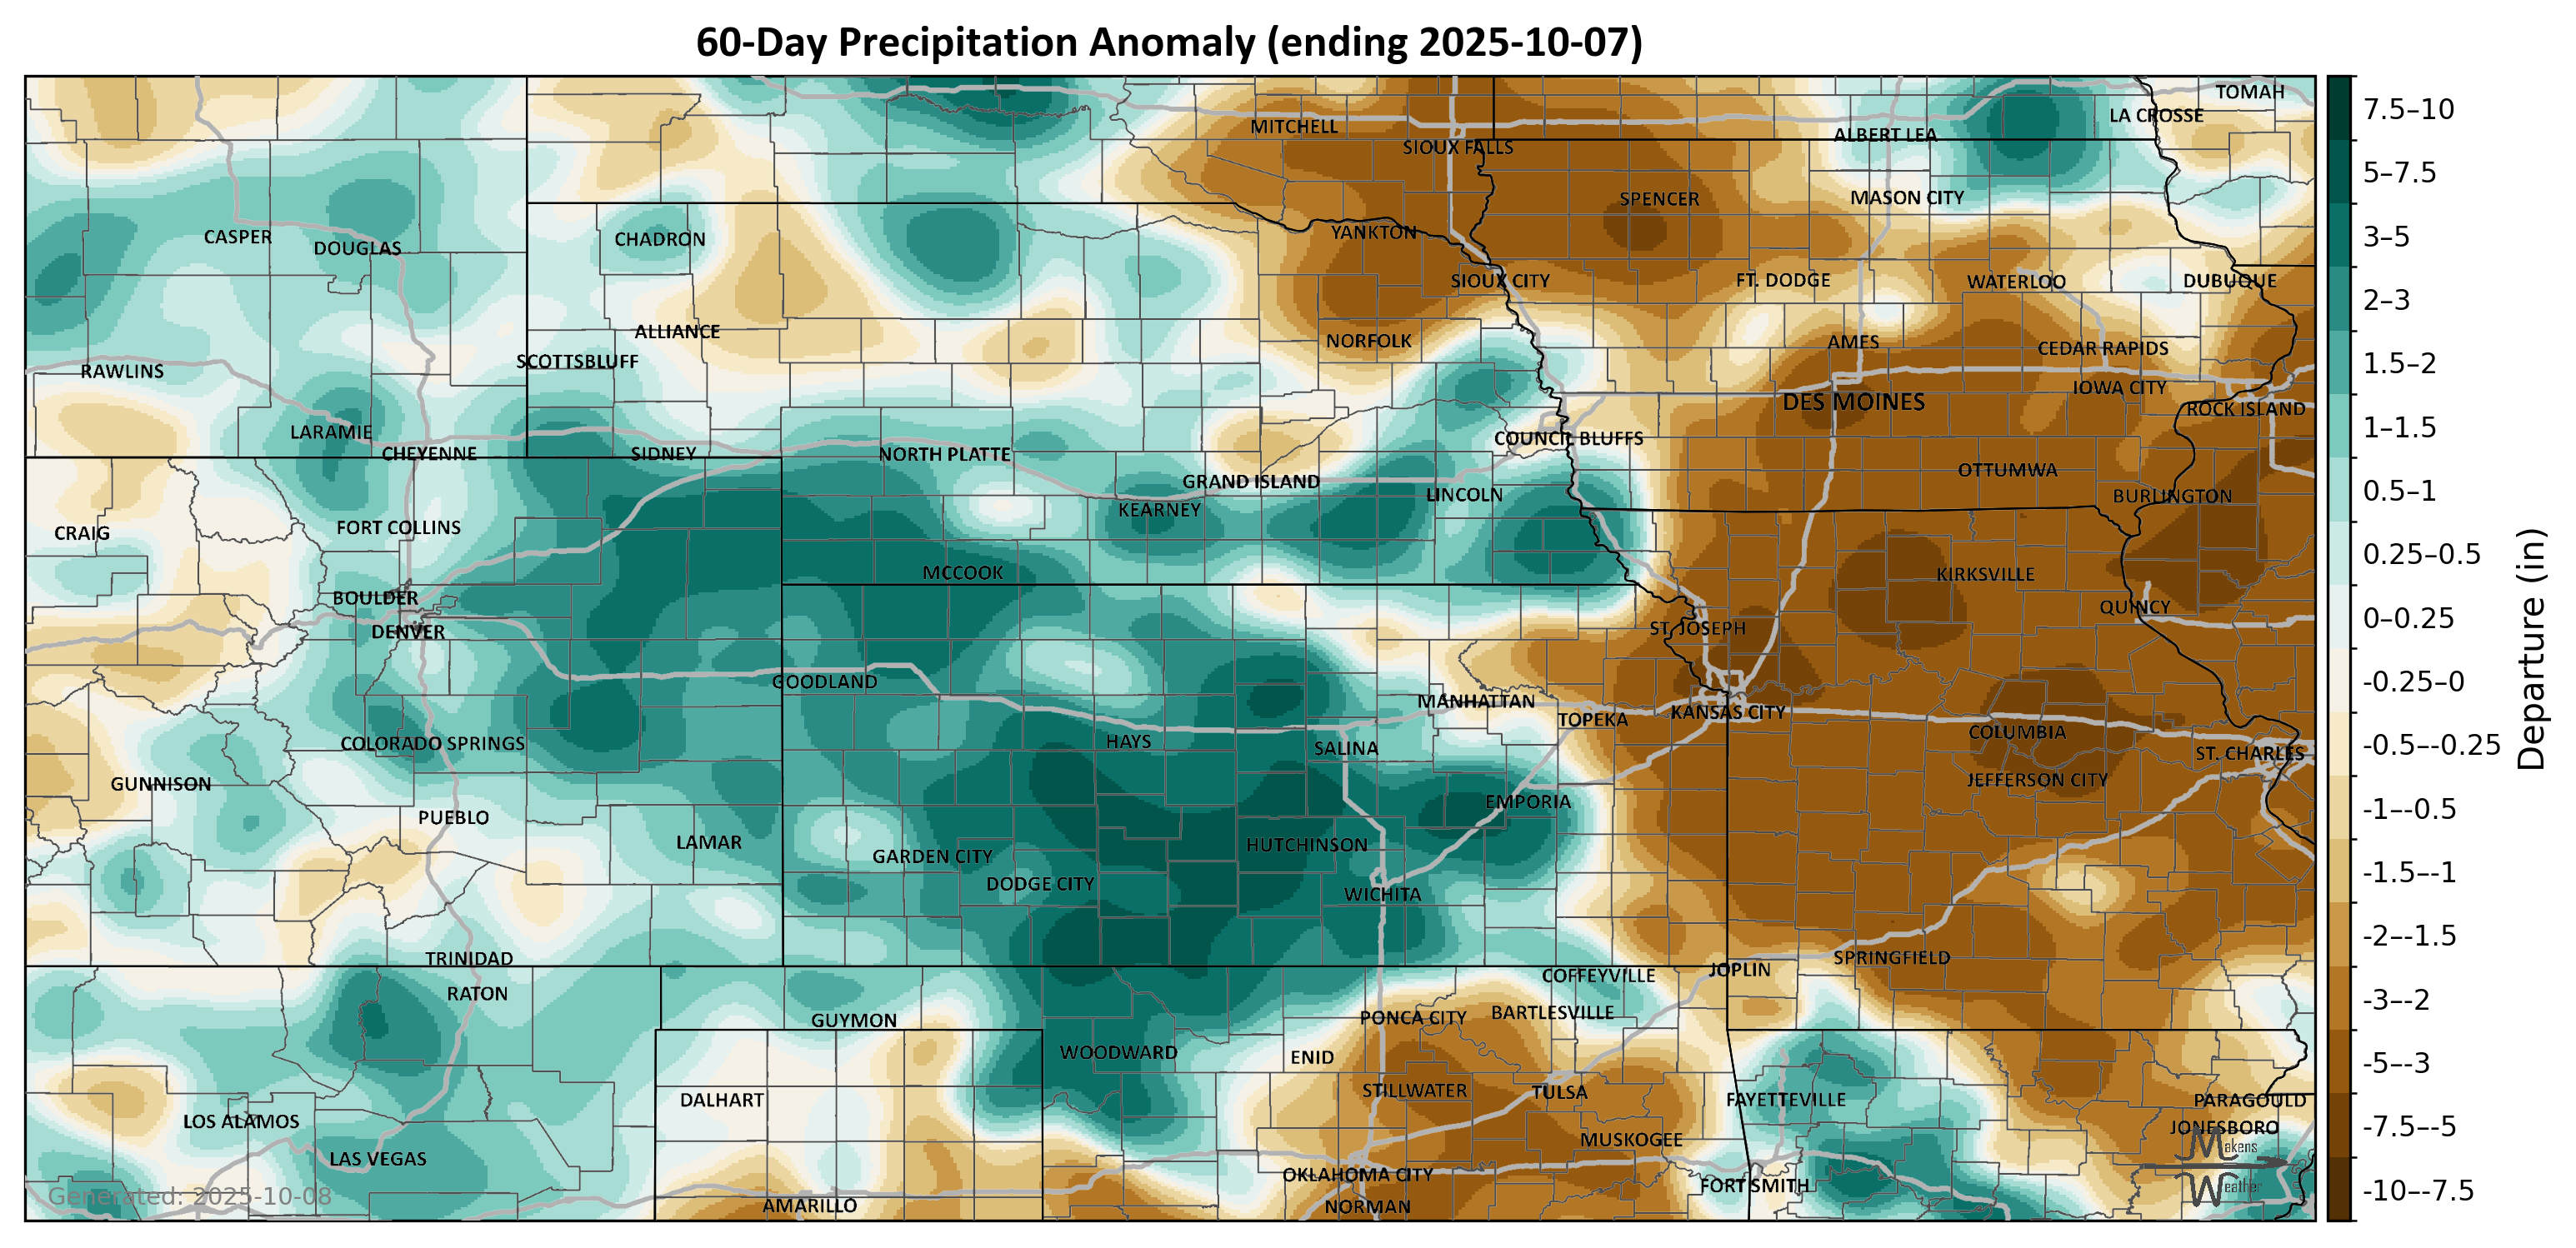 60-Day Precipitation Anomaly (ending 2025-10-07)
TOMAH
LA CROSSE
MITCHELL
ALBERT LEA
SIOUX FALLS
SPENCER
MASON CITY
YANKTON
CASPER
CHADRON
DOUGLAS
SIOUX CITY
FT. DODGE
WATERLOO
DUBUQUE
ALLIANCE
NORFOLK
AMES
CEDAR RAPIDS
SCOTTSBLUFF
RAWLINS
IOWA CITY
DES MOINES
ROCK ISLAND
LARAMIE
COUNCIL BLUFFS
CHEYENNE
SIDNEY
NORTH PLATTE
OTTUMWA
GRAND ISLAND
LINCOLN
BURLINGTON
KEARNEY
FORT COLLINS
CRAIG
MCCOOK
KIRKSVILLE
BOULDER
QUINCY
DENVER
ST. JOSEPH
GOODLAND
MANHATTAN
KANSAS CITY
TOPEKA
COLUMBIA
COLORADO SPRINGS
HAYS
SALINA
ST. CHARLES
GUNNISON
JEFFERSON CITY
EMPORIA
PUEBLO
LAMAR
HUTCHINSON
GARDEN CITY
DODGE CITY
WICHITA
TRINIDAD
SPRINGFIELD
JOPLIN
COFFEYVILLE
RATON
BARTLESVILLE
PONCA CITY
GUYMON
WOODWARD
ENID
STILLWATER
TULSA
DALHART
FAYETTEVILLE
PARAGOULD
LOS ALAMOS
JONESBORO
MUSKOGEE
LAS VEGAS
OKLAHOMA CITY
FORT SMITH
AMARILLO
NORMAN
Makens
Weather
Generated: 2025-10-08
7.5–10
5–7.5
3–5
2–3
1.5–2
1–1.5
0.5–1
0.25–0.5
0–0.25
-0.25–0
-0.5–-0.25
-1–-0.5
-1.5–-1
-2–-1.5
-3–-2
-5–-3
-7.5–-5
-10–-7.5
Departure (in)